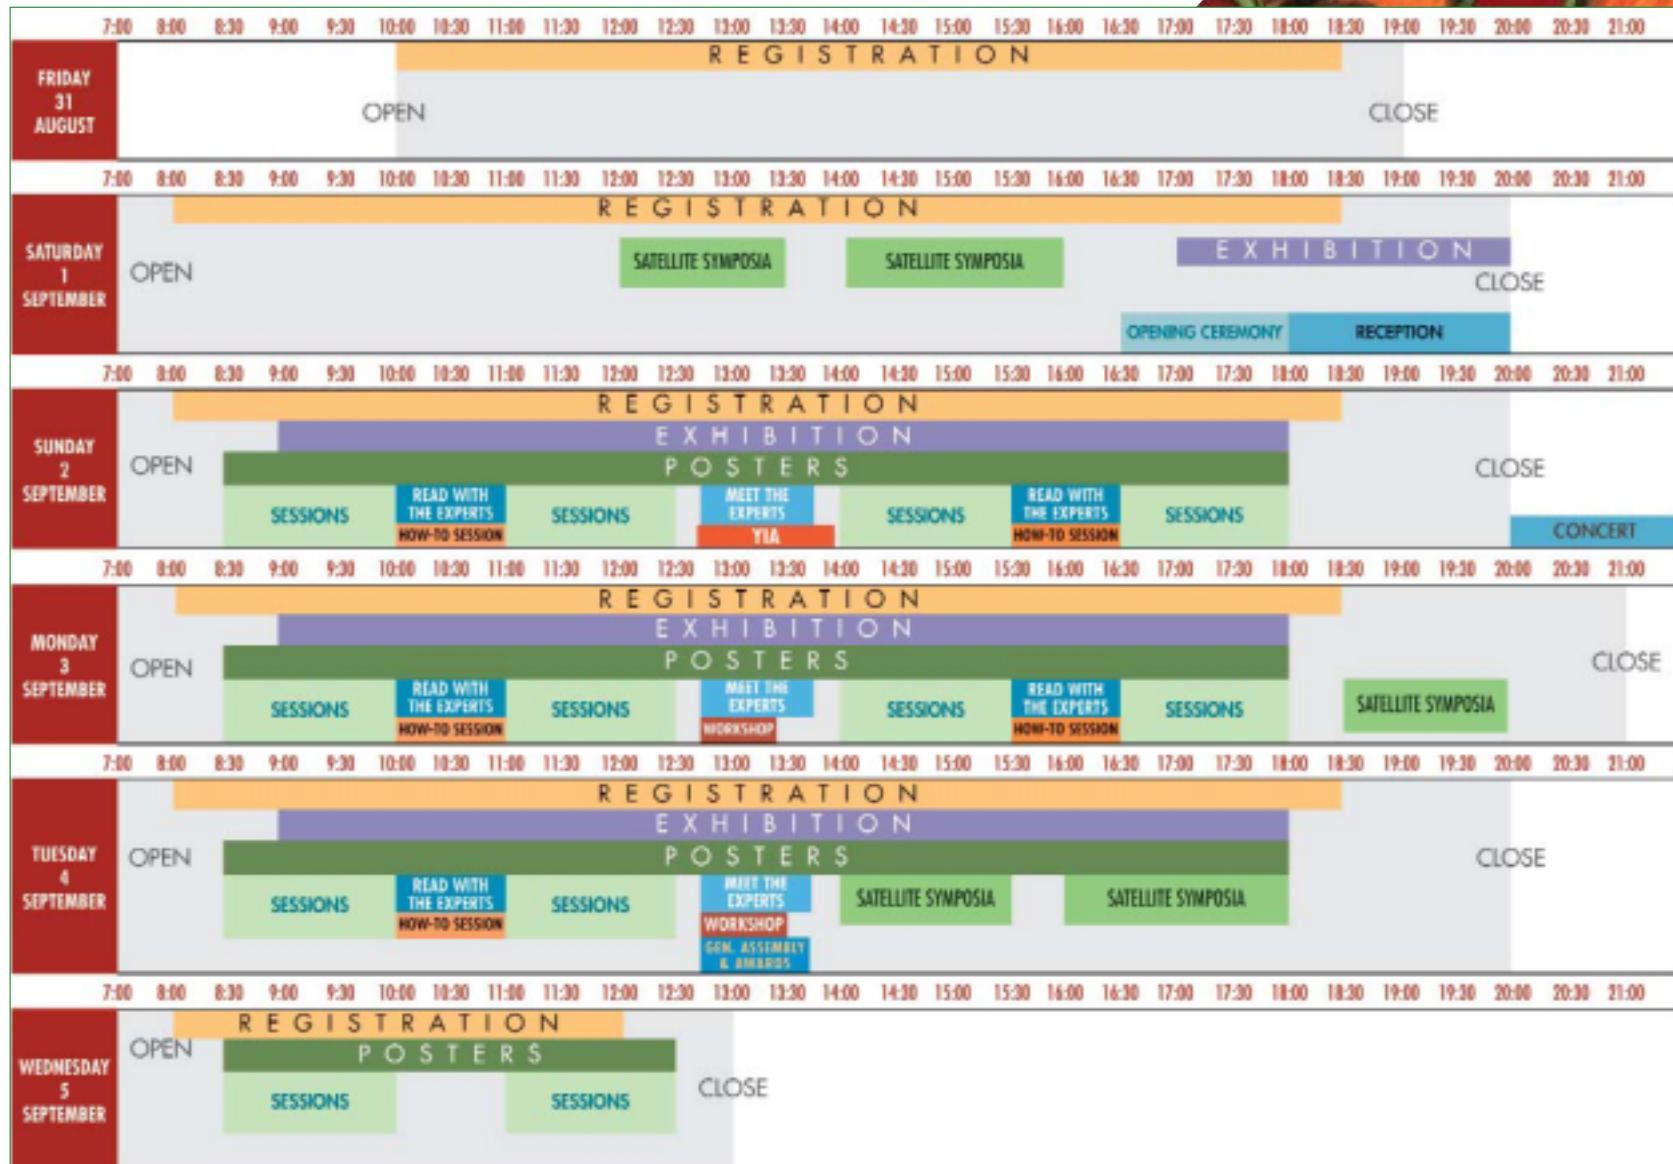 7:00 8:00 8:30 9:00 9:30 10:00 10:30 11:00 11:30 12:00 12:30 13:00 13:30 14:00 14:30 15:00 15:30 16:00 16:30 17:00 17:30 18:00 18:30 19:00 19:30 20:00 20:30 21:00
FRIDAY
31
AUGUST
REGISTRATION
OPEN
CLOSE
7:00 8:00 8:30 9:00 9:30 10:00 10:30 11:00 11:30 12:00 12:30 13:00 13:30 14:00 14:30 15:00 15:30 16:00 16:30 17:00 17:30 18:00 18:30 19:00 19:30 20:00 20:30 21:00
SATURDAY
1
SEPTEMBER
REGISTRATION
OPEN
SATELLITE SYMPOSIA
SATELLITE SYMPOSIA
EXHIBITION
CLOSE
OPENING CEREMONY
RECEPTION
7:00 8:00 8:30 9:00 9:30 10:00 10:30 11:00 11:30 12:00 12:30 13:00 13:30 14:00 14:30 15:00 15:30 16:00 16:30 17:00 17:30 18:00 18:30 19:00 19:30 20:00 20:30 21:00
SUNDAY
2
SEPTEMBER
REGISTRATION
EXHIBITION
OPEN
POSTERS
CLOSE
SESSIONS
READ WITH
THE EXPERTS
HOW-TO SESSION
SESSIONS
MEET THE
EXPERTS
YIA
SESSIONS
READ WITH
THE EXPERTS
HOW-TO SESSION
SESSIONS
CONCERT
7:00 8:00 8:30 9:00 9:30 10:00 10:30 11:00 11:30 12:00 12:30 13:00 13:30 14:00 14:30 15:00 15:30 16:00 16:30 17:00 17:30 18:00 18:30 19:00 19:30 20:00 20:30 21:00
MONDAY
3
SEPTEMBER
REGISTRATION
EXHIBITION
OPEN
POSTERS
CLOSE
SESSIONS
READ WITH
THE EXPERTS
HOW-TO SESSION
SESSIONS
MEET THE
EXPERTS
WORKSHOP
SESSIONS
READ WITH
THE EXPERTS
HOW-TO SESSION
SESSIONS
SATELLITE SYMPOSIA
7:00 8:00 8:30 9:00 9:30 10:00 10:30 11:00 11:30 12:00 12:30 13:00 13:30 14:00 14:30 15:00 15:30 16:00 16:30 17:00 17:30 18:00 18:30 19:00 19:30 20:00 20:30 21:00
TUESDAY
4
SEPTEMBER
REGISTRATION
EXHIBITION
OPEN
POSTERS
CLOSE
SESSIONS
READ WITH
THE EXPERTS
HOW-TO SESSION
SESSIONS
MEET THE
EXPERTS
WORKSHOP
GEN. ASSEMBLY
& AWARDS
SATELLITE SYMPOSIA
SATELLITE SYMPOSIA
7:00 8:00 8:30 9:00 9:30 10:00 10:30 11:00 11:30 12:00 12:30 13:00 13:30 14:00 14:30 15:00 15:30 16:00 16:30 17:00 17:30 18:00 18:30 19:00 19:30 20:00 20:30 21:00
WEDNESDAY
5
SEPTEMBER
REGISTRATION
OPEN
POSTERS
CLOSE
SESSIONS
SESSIONS